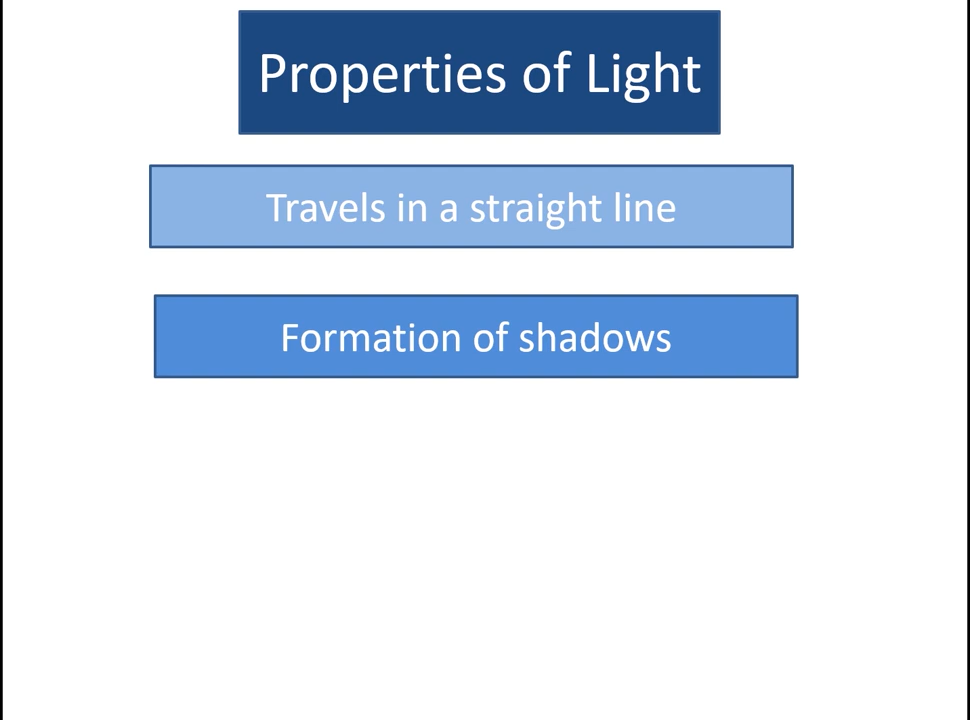 Properties of Light
Travels in a straight line
Formation of shadows